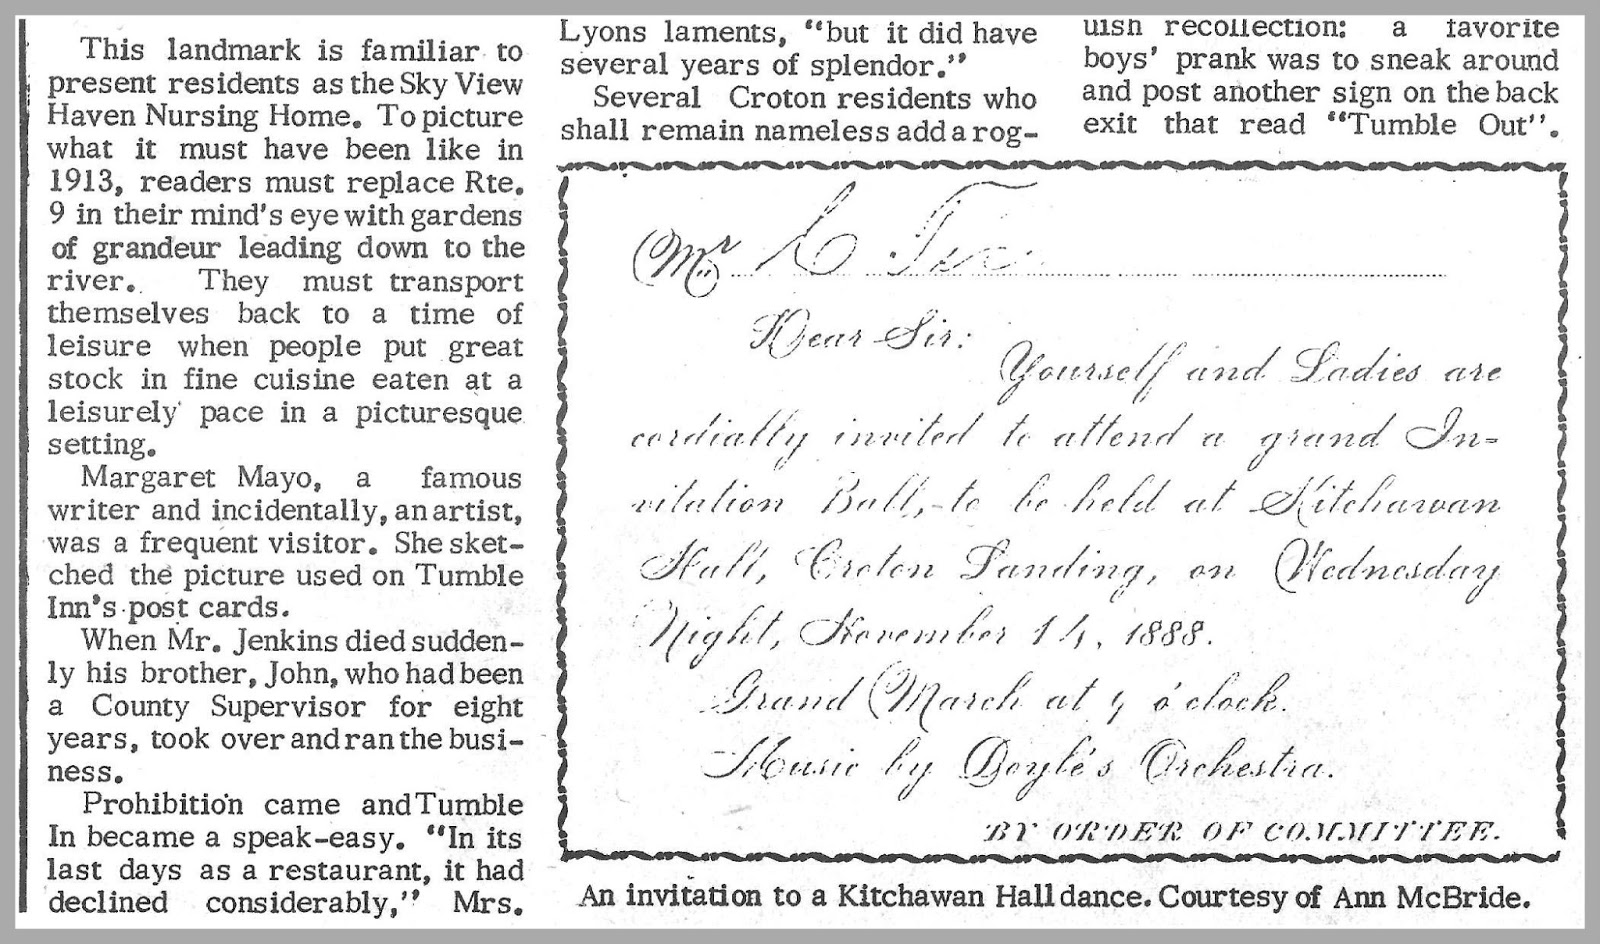 This landmark is familiar to
present residents as the Sky View
Haven Nursing Home. To picture
what it must have been like in
1913, readers must replace Rte.
9 in their mind's eye with gardens
of grandeur leading down to the
river. They must transport
themselves back to a time of
leisure when people put great
stock in fine cuisine eaten at a
leisurely pace in a picturesque
setting.
Margaret Mayo, a famous
writer and incidentally, an artist,
was a frequent visitor. She sket-
ched the picture used on Tumble
Inn's post cards.
When Mr. Jenkins died sudden-
ly his brother, John, who had been
a County Supervisor for eight
years, took over and ran the busi-
ness.
Prohibition came and Tumble
In became a speak-easy. "In its
last days as a restaurant, it had
declined considerably," Mrs.
Lyons laments, "but it did have
several years of splendor."
Several Croton residents who
shall remain nameless add a rog-
uish recollection: a favorite
boys' prank was to sneak around
and post another sign on the back
exit that read "Tumble Out".
Mr
Dear Sir:
Yourself and Ladies are
cordially invited to attend a grand In-
vitation Ball, to be held at Kitchawan
Hall, Croton Landing, on Wednesday
Night, November 14, 1888.
Grand March at 9 o'clock.
Music by Doyle's Orchestra.
BY ORDER OF COMMITTEE.
An invitation to a Kitchawan Hall dance. Courtesy of Ann McBride.